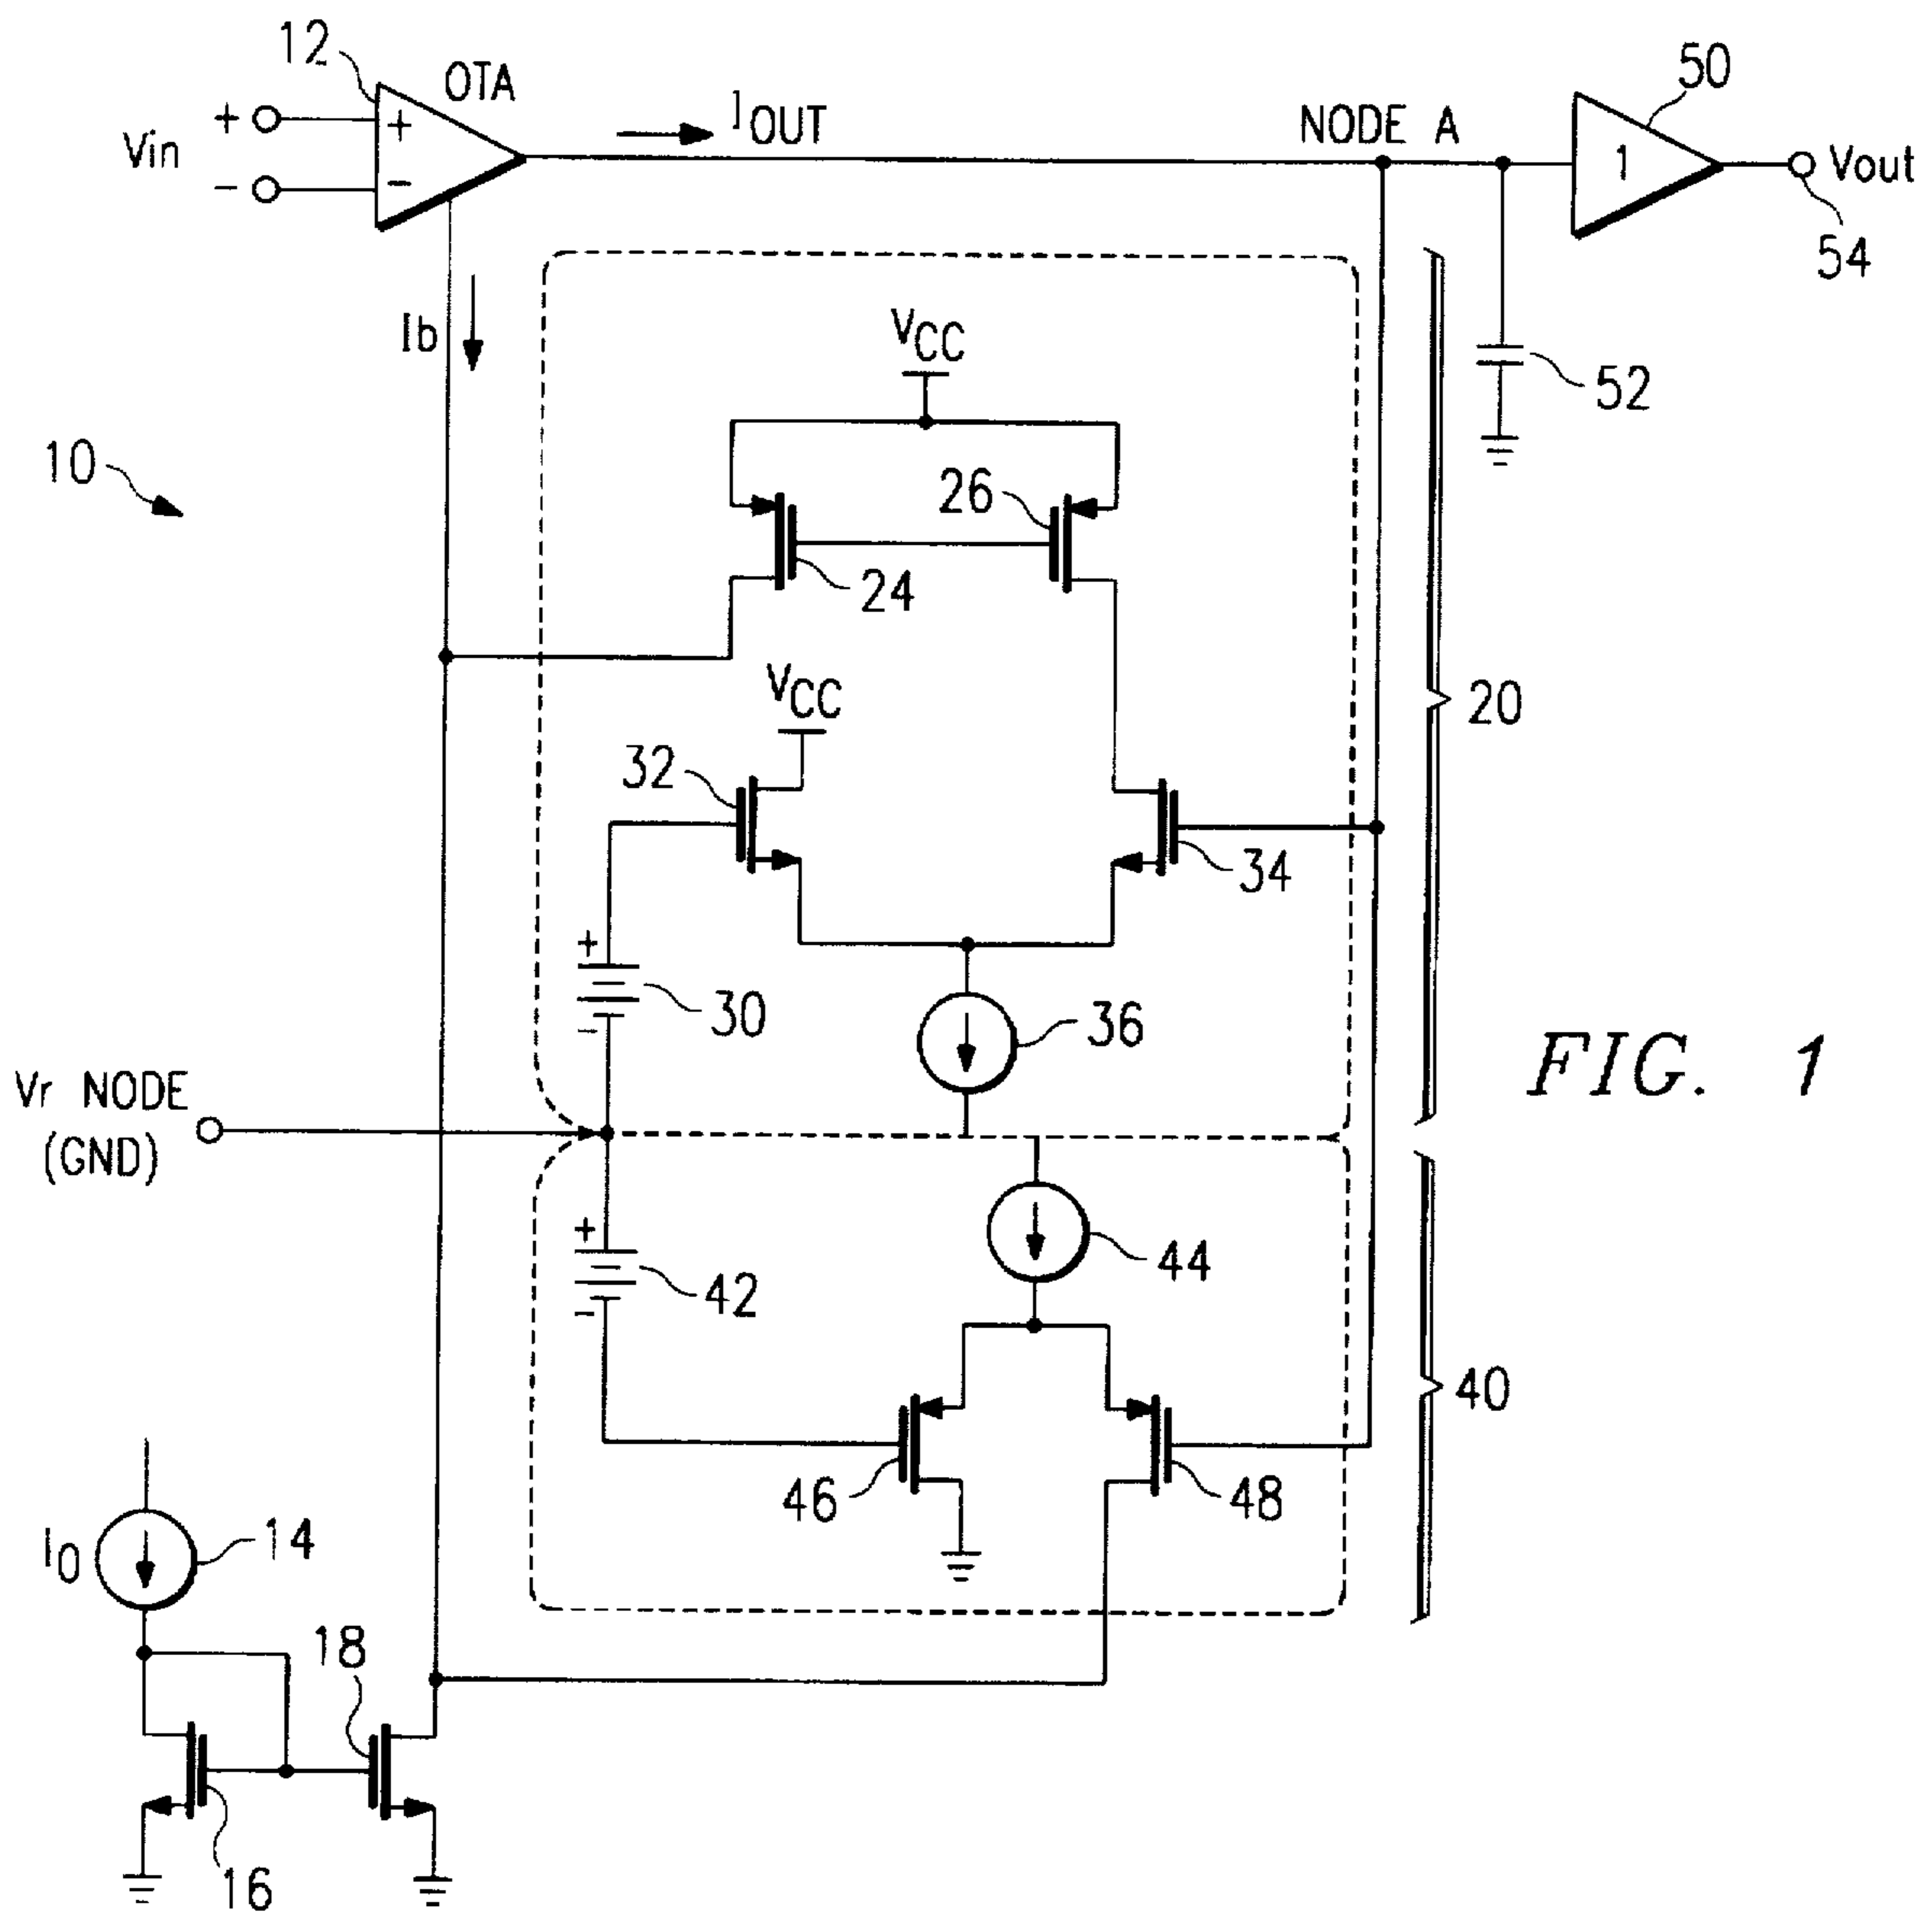 12
OTA
+
Vin
-
+
-
IOUT
NODE A
50
1
Vout
54
Ib
VCC
52
10
26
24
20
VCC
32
34
+
30
-
36
FIG. 1
Vr NODE
(GND)
+
42
-
44
40
46
48
IO
14
18
16